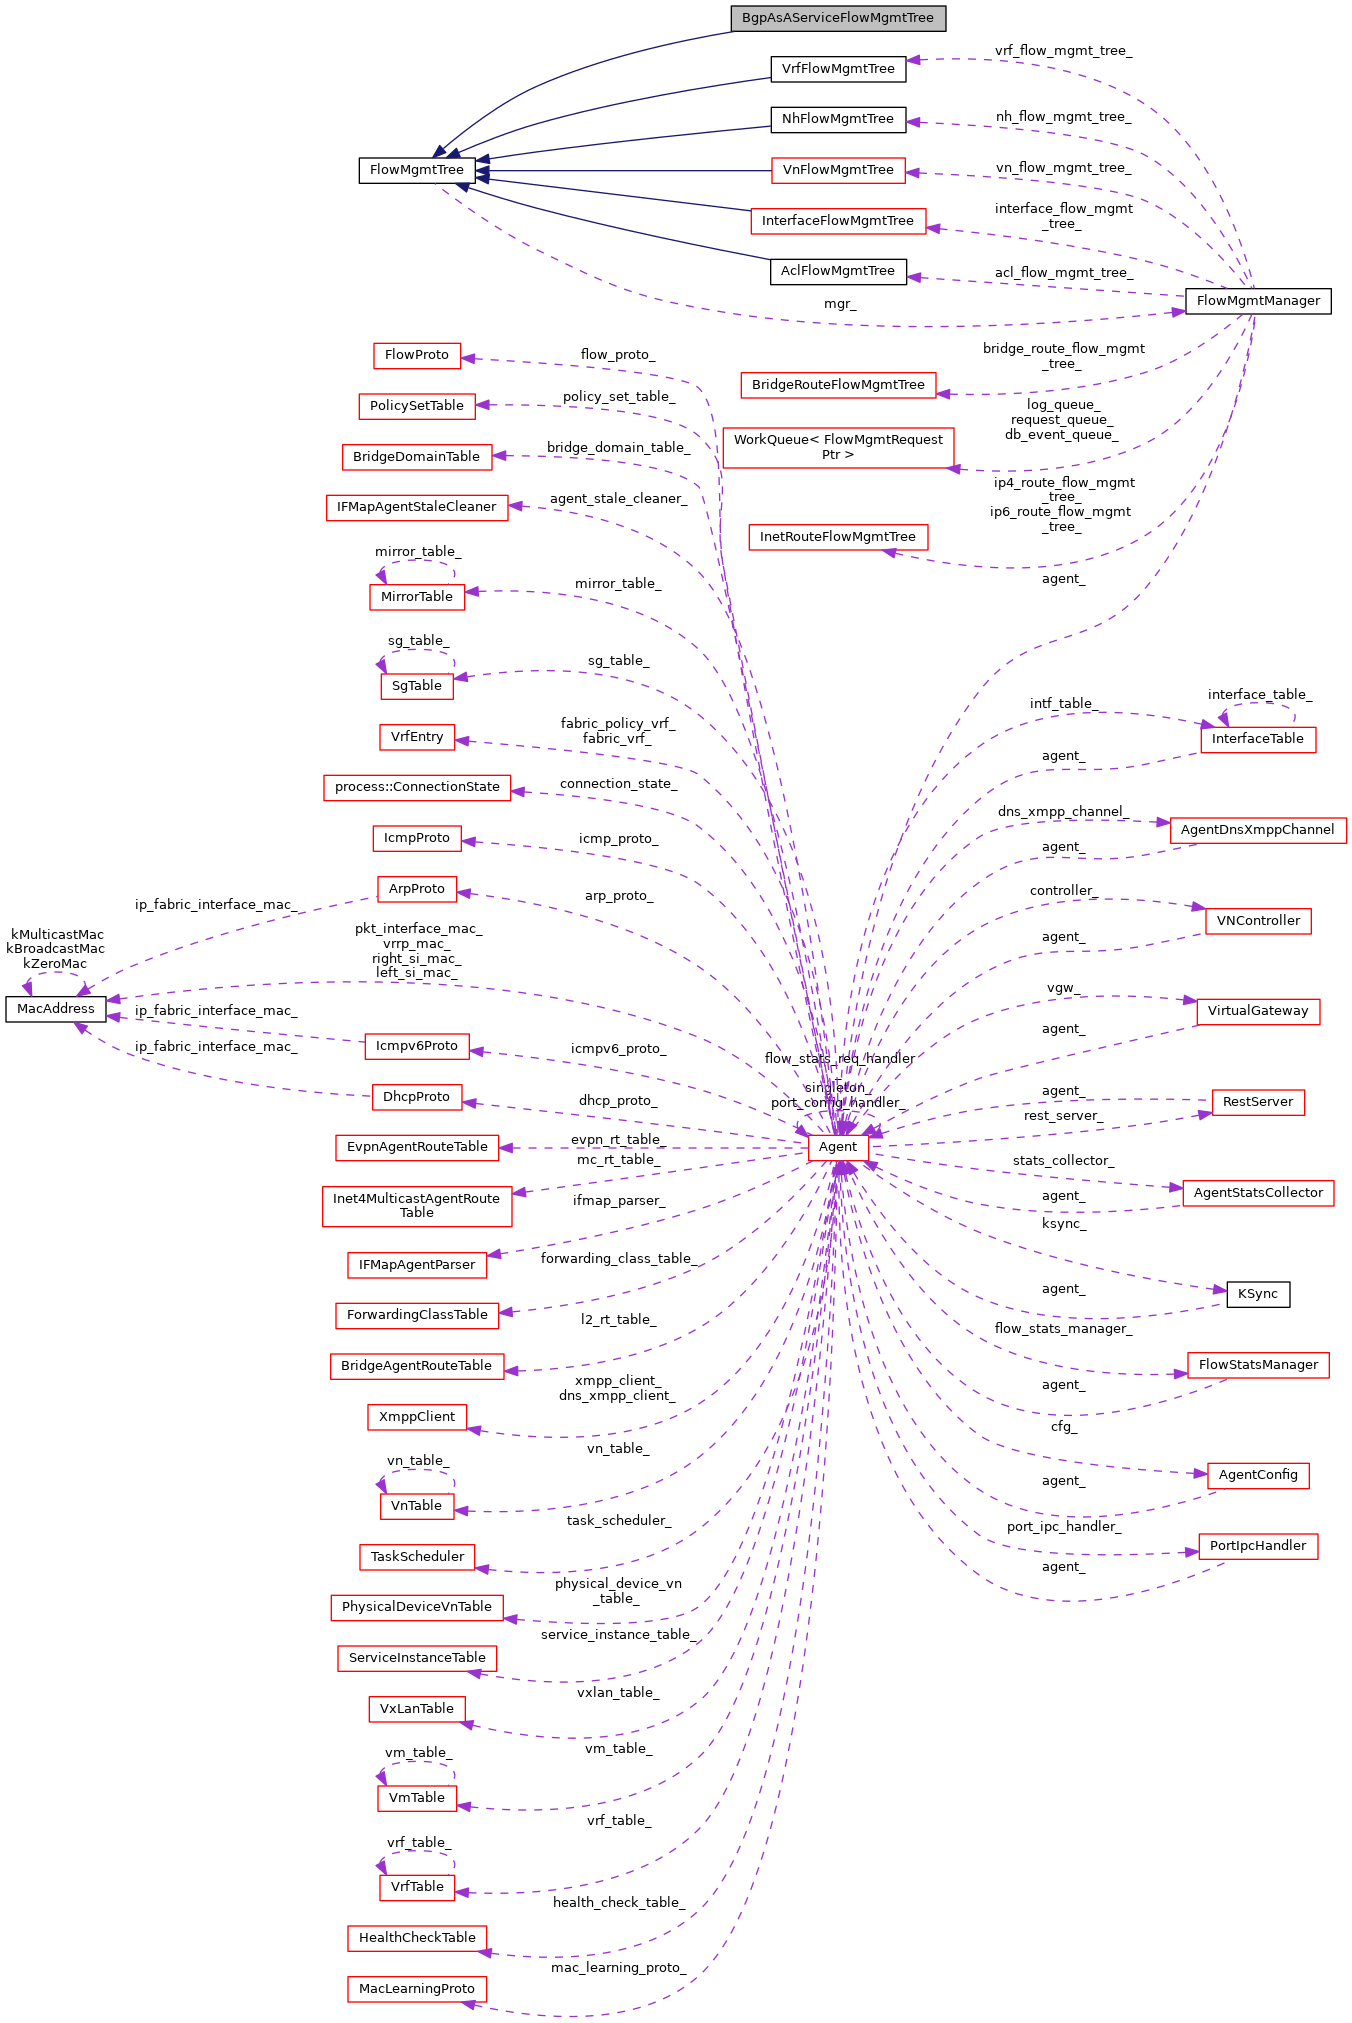 BgpAsAServiceFlowMgmtTree
vrf_flow_mgmt_tree_
VrfFlowMgmtTree
nh_flow_mgmt_tree_
NhFlowMgmtTree
FlowMgmtTree
vn_flow_mgmt_tree_
VnFlowMgmtTree
interface_flow_mgmt
_tree_
InterfaceFlowMgmtTree
acl_flow_mgmt_tree_
AclFlowMgmtTree
mgr_
FlowMgmtManager
FlowProto
flow_proto_
bridge_route_flow_mgmt
_tree_
BridgeRouteFlowMgmtTree
PolicySetTable
policy_set_table_
log_queue_
request_queue_
db_event_queue_
WorkQueue< FlowMgmtRequest
Ptr >
BridgeDomainTable
bridge_domain_table_
IFMapAgentStaleCleaner
agent_stale_cleaner_
ip4_route_flow_mgmt
_tree_
ip6_route_flow_mgmt
_tree_
InetRouteFlowMgmtTree
mirror_table_
MirrorTable
mirror_table_
agent_
sg_table_
SgTable
sg_table_
VrfEntry
fabric_policy_vrf_
fabric_vrf_
intf_table_
interface_table_
InterfaceTable
agent_
process::ConnectionState
connection_state_
dns_xmpp_channel_
AgentDnsXmppChannel
agent_
IcmpProto
icmp_proto_
ArpProto
arp_proto_
controller_
VNController
agent_
ip_fabric_interface_mac_
kMulticastMac
kBroadcastMac
kZeroMac
MacAddress
pkt_interface_mac_
vrrp_mac_
right_si_mac_
left_si_mac_
ip_fabric_interface_mac_
vgw_
VirtualGateway
agent_
Icmpv6Proto
icmpv6_proto_
ip_fabric_interface_mac_
DhcpProto
dhcp_proto_
flow_stats_req_handler
_
singleton_
port_config_handler_
Agent
agent_
RestServer
rest_server_
EvpnAgentRouteTable
evpn_rt_table_
mc_rt_table_
Inet4MulticastAgentRoute
Table
stats_collector_
AgentStatsCollector
agent_
ifmap_parser_
IFMapAgentParser
ksync_
KSync
agent_
forwarding_class_table_
ForwardingClassTable
l2_rt_table_
BridgeAgentRouteTable
flow_stats_manager_
FlowStatsManager
agent_
xmpp_client_
dns_xmpp_client_
XmppClient
cfg_
AgentConfig
agent_
vn_table_
VnTable
vn_table_
task_scheduler_
TaskScheduler
port_ipc_handler_
PortIpcHandler
agent_
physical_device_vn
_table_
PhysicalDeviceVnTable
service_instance_table_
ServiceInstanceTable
vxlan_table_
VxLanTable
vm_table_
VmTable
vm_table_
vrf_table_
VrfTable
vrf_table_
health_check_table_
HealthCheckTable
mac_learning_proto_
MacLearningProto